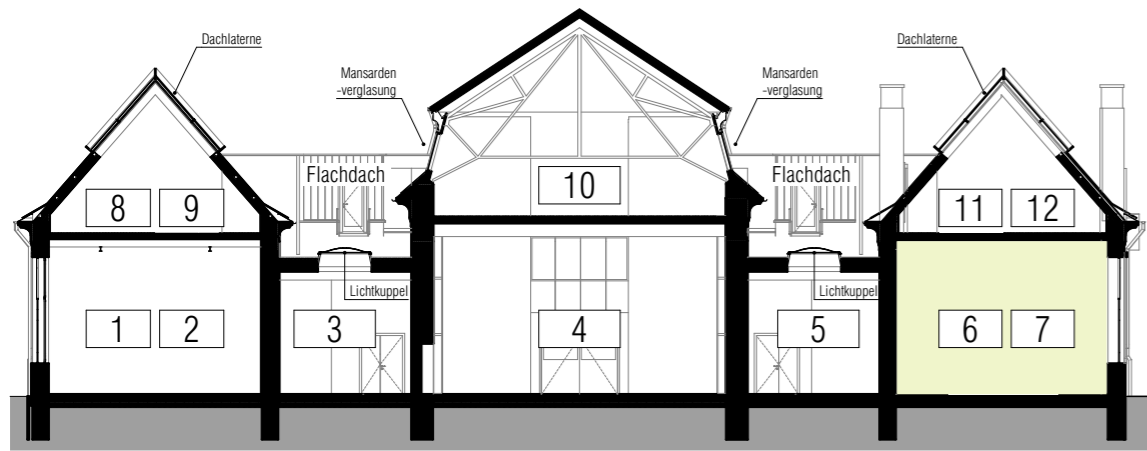 Dachlaterne
Dachlaterne
Mansarden
-verglasung
Mansarden
-verglasung
Flachdach
Flachdach
8 9
10
11 12
Lichtkuppel
Lichtkuppel
1 2
3
4
5
6 7